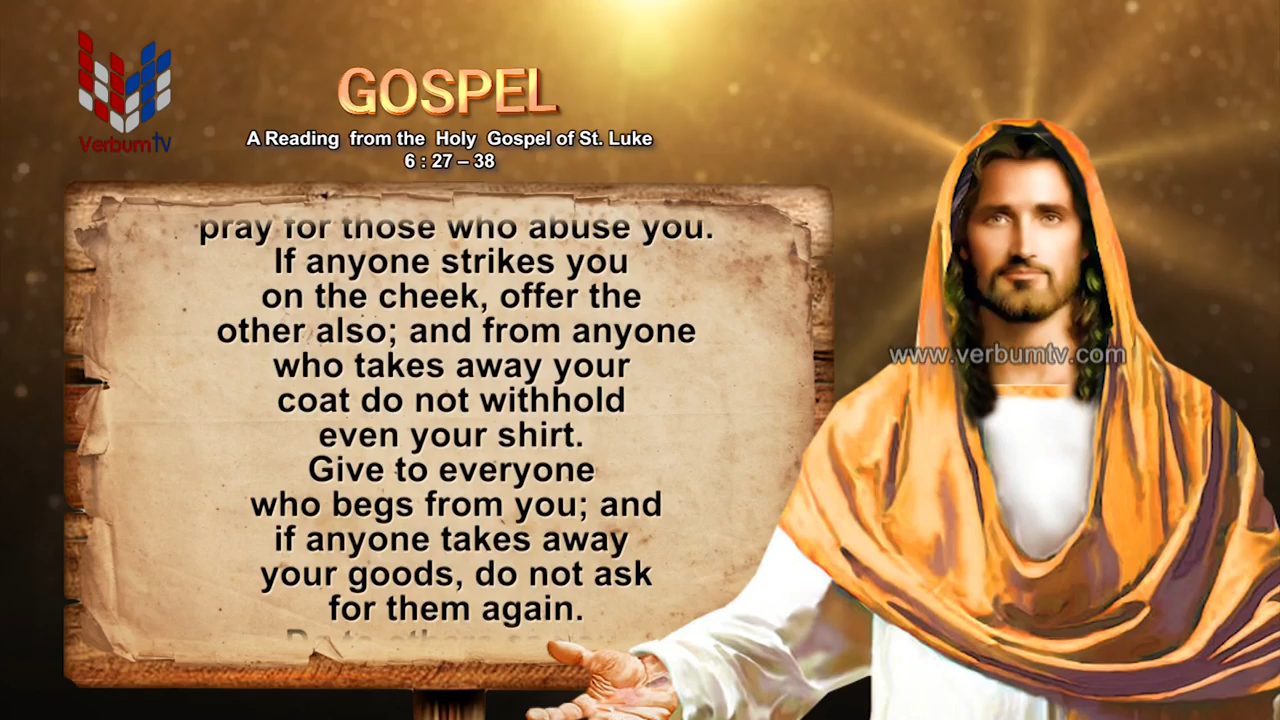 VerbumTV
GOSPEL
A Reading from the Holy Gospel of St. Luke
6 : 27 – 38
pray for those who abuse you.
If anyone strikes you
on the cheek, offer the
other also; and from anyone
who takes away your
coat do not withhold
even your shirt.
Give to everyone
who begs from you; and
if anyone takes away
your goods, do not ask
for them again.
www.verbumtv.com